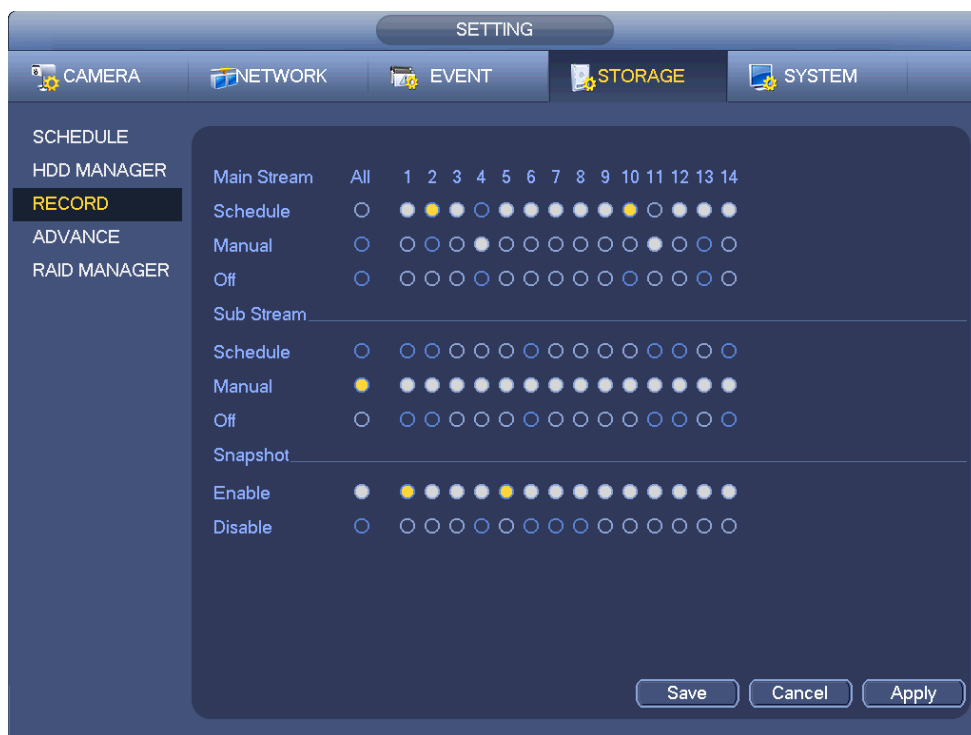 SETTING
CAMERA NETWORK EVENT STORAGE SYSTEM
SCHEDULE
HDD MANAGER
RECORD
ADVANCE
RAID MANAGER
Main Stream All 1 2 3 4 5 6 7 8 9 10 11 12 13 14
Schedule
Manual
Off
Sub Stream
Schedule
Manual
Off
Snapshot
Enable
Disable
Save Cancel Apply